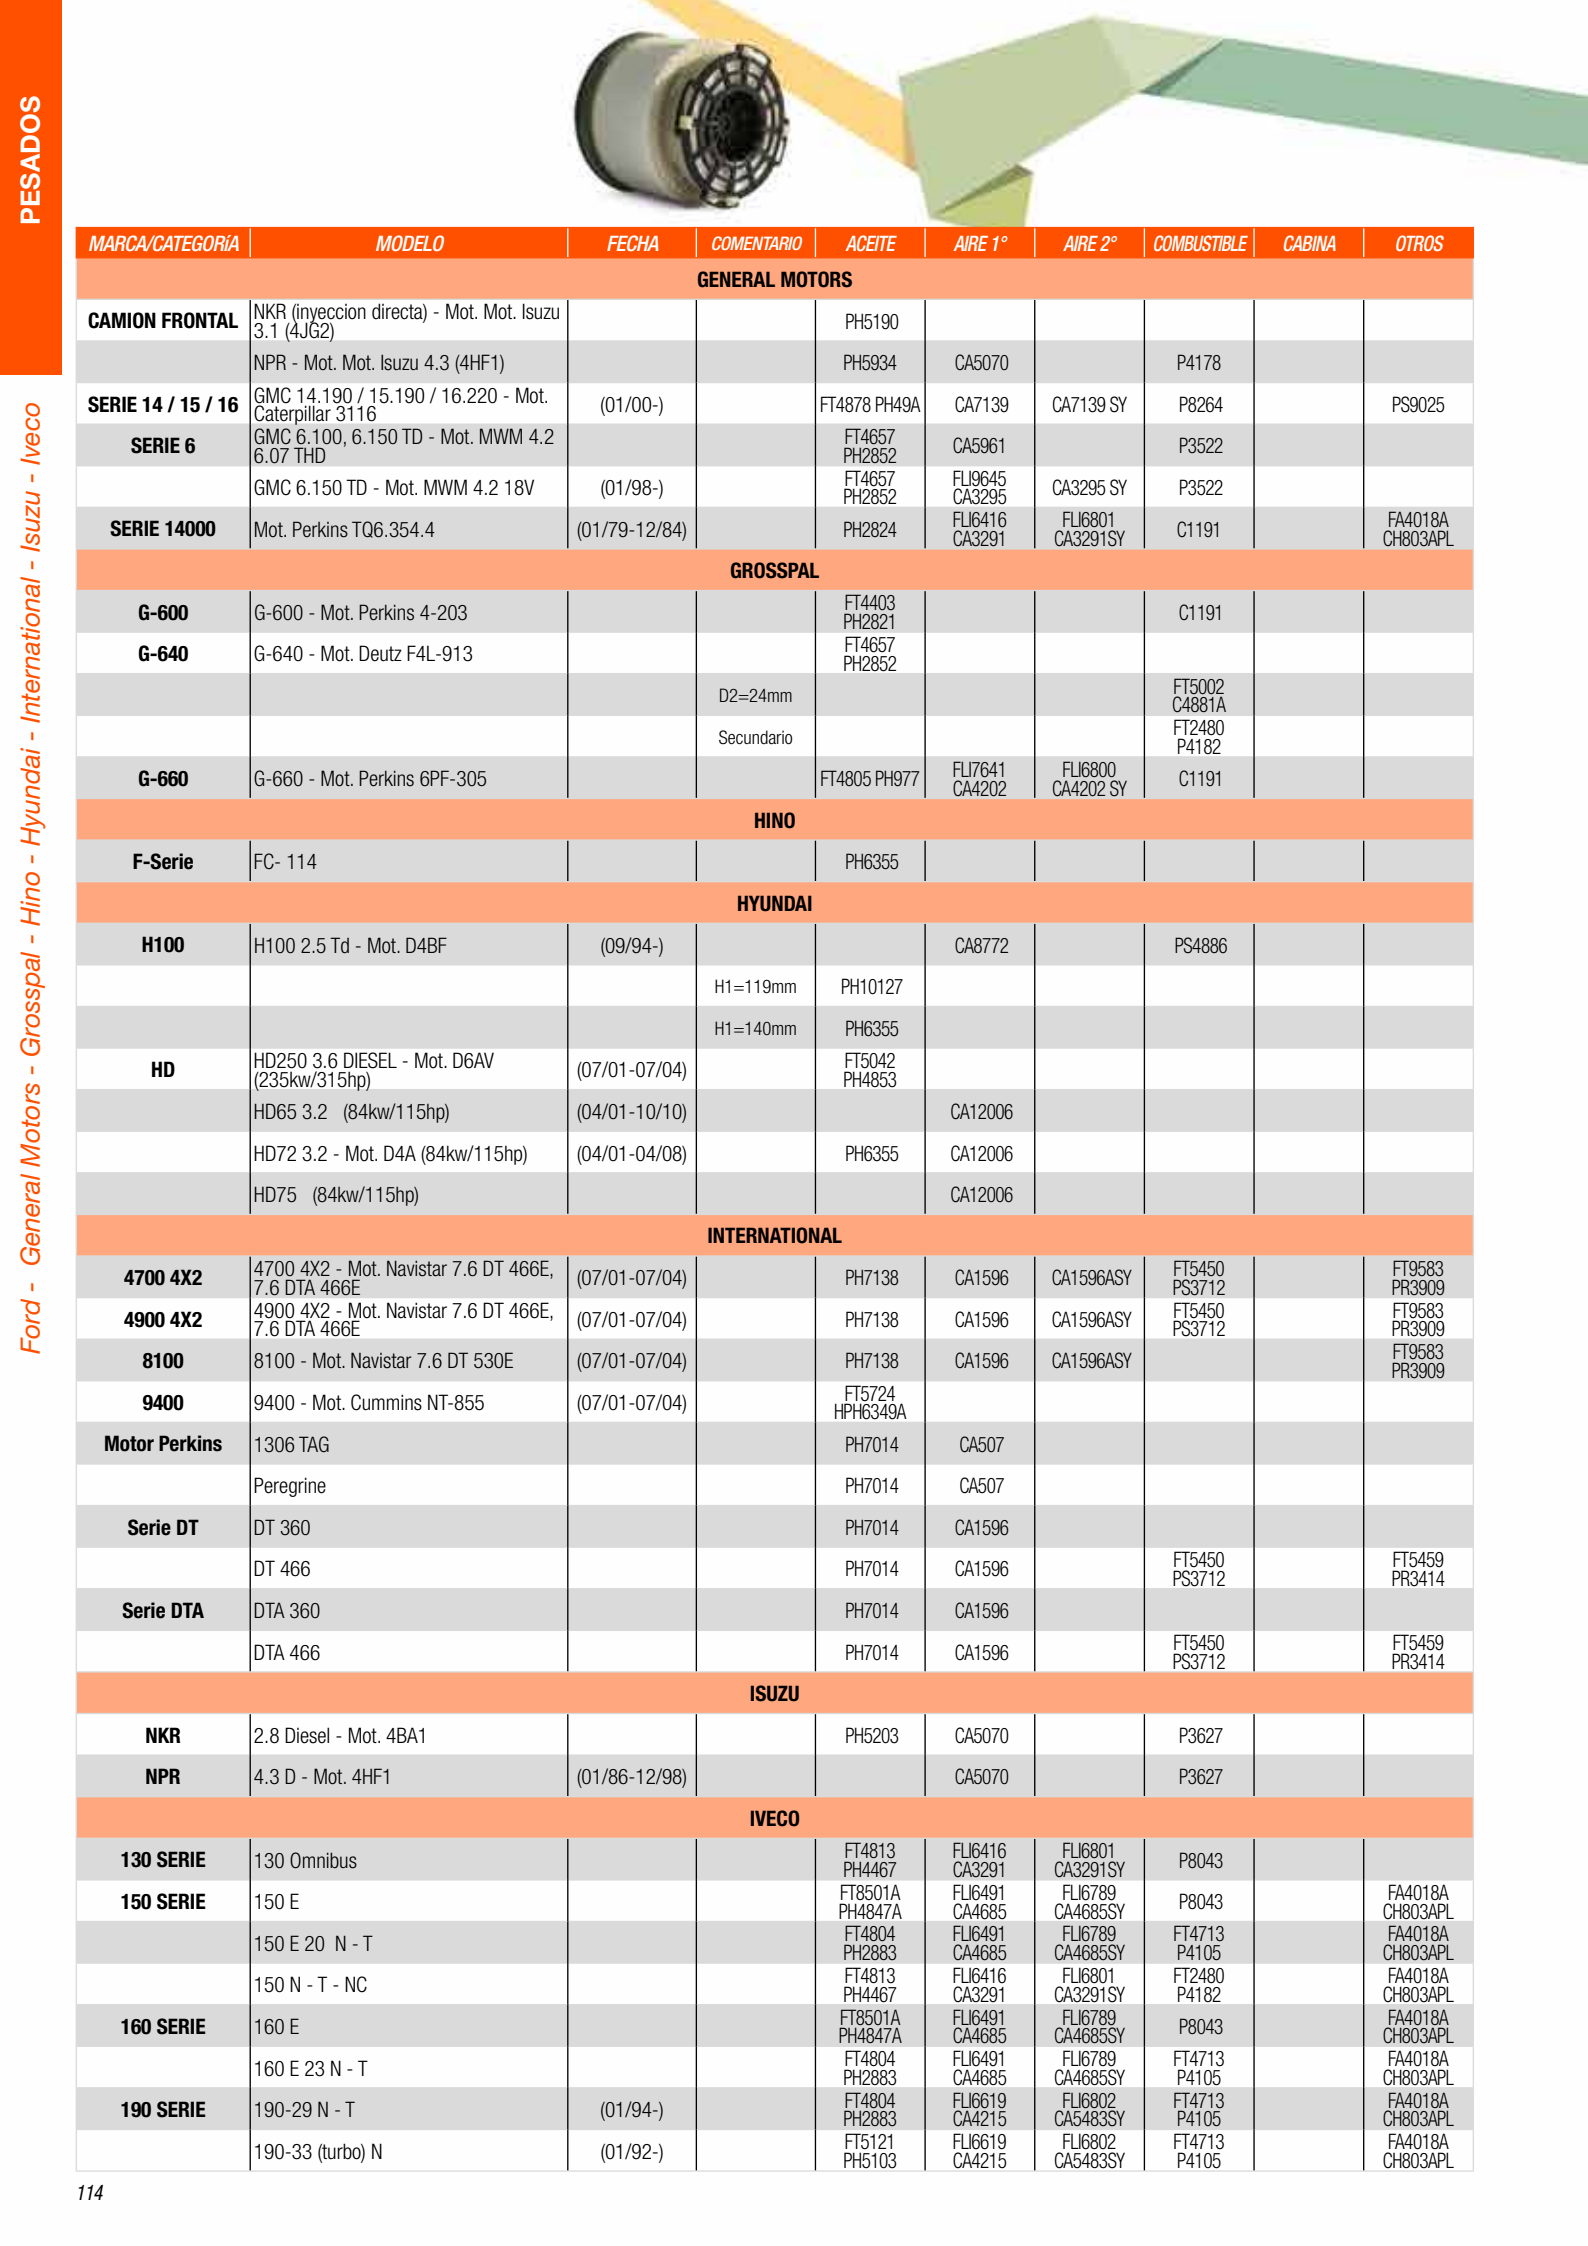 PESADOS
Ford - General Motors - Grosspal - Hino - Hyundai - International - Isuzu - Iveco
MARCA/CATEGORíA MODELO FECHA COMENTARIO ACEITE AIRE 1° AIRE 2° COMBUSTIBLE CABINA OTROS
GENERAL MOTORS
CAMION FRONTAL NKR (inyeccion directa) - Mot. Mot. Isuzu 3.1 (4JG2) PH5190
NPR - Mot. Mot. Isuzu 4.3 (4HF1) PH5934 CA5070 P4178
SERIE 14 / 15 / 16 GMC 14.190 / 15.190 / 16.220 - Mot. Caterpillar 3116 (01/00-) FT4878 PH49A CA7139 CA7139 SY P8264 PS9025
SERIE 6 GMC 6.100, 6.150 TD - Mot. MWM 4.2 6.07 THD FT4657 PH2852 CA5961 P3522
GMC 6.150 TD - Mot. MWM 4.2 18V (01/98-) FT4657 PH2852 FLI9645 CA3295 CA3295 SY P3522
SERIE 14000 Mot. Perkins TQ6.354.4 (01/79-12/84) PH2824 FLI6416 CA3291 FLI6801 CA3291SY C1191 FA4018A CH803APL
GROSSPAL
G-600 G-600 - Mot. Perkins 4-203 FT4403 PH2821 C1191
G-640 G-640 - Mot. Deutz F4L-913 FT4657 PH2852
D2=24mm FT5002 C4881A
Secundario FT2480 P4182
G-660 G-660 - Mot. Perkins 6PF-305 FT4805 PH977 FLI7641 CA4202 FLI6800 CA4202 SY C1191
HINO
F-Serie FC- 114 PH6355
HYUNDAI
H100 H100 2.5 Td - Mot. D4BF (09/94-) CA8772 PS4886
H1=119mm PH10127
H1=140mm PH6355
HD HD250 3.6 DIESEL - Mot. D6AV (235kw/315hp) (07/01-07/04) FT5042 PH4853
HD65 3.2 (84kw/115hp) (04/01-10/10) CA12006
HD72 3.2 - Mot. D4A (84kw/115hp) (04/01-04/08) PH6355 CA12006
HD75 (84kw/115hp) CA12006
INTERNATIONAL
4700 4X2 4700 4X2 - Mot. Navistar 7.6 DT 466E, 7.6 DTA 466E (07/01-07/04) PH7138 CA1596 CA1596ASY FT5450 PS3712 FT9583 PR3909
4900 4X2 4900 4X2 - Mot. Navistar 7.6 DT 466E, 7.6 DTA 466E (07/01-07/04) PH7138 CA1596 CA1596ASY FT5450 PS3712 FT9583 PR3909
8100 8100 - Mot. Navistar 7.6 DT 530E (07/01-07/04) PH7138 CA1596 CA1596ASY FT9583 PR3909
9400 9400 - Mot. Cummins NT-855 (07/01-07/04) FT5724 HPH6349A
Motor Perkins 1306 TAG PH7014 CA507
Peregrine PH7014 CA507
Serie DT DT 360 PH7014 CA1596
DT 466 PH7014 CA1596 FT5450 PS3712 FT5459 PR3414
Serie DTA DTA 360 PH7014 CA1596
DTA 466 PH7014 CA1596 FT5450 PS3712 FT5459 PR3414
ISUZU
NKR 2.8 Diesel - Mot. 4BA1 PH5203 CA5070 P3627
NPR 4.3 D - Mot. 4HF1 (01/86-12/98) CA5070 P3627
IVECO
130 SERIE 130 Omnibus FT4813 PH4467 FLI6416 CA3291 FLI6801 CA3291SY P8043
150 SERIE 150 E FT8501A PH4847A FLI6491 CA4685 FLI6789 CA4685SY P8043 FA4018A CH803APL
150 E 20 N - T FT4804 PH2883 FLI6491 CA4685 FLI6789 CA4685SY FT4713 P4105 FA4018A CH803APL
150 N - T - NC FT4813 PH4467 FLI6416 CA3291 FLI6801 CA3291SY FT2480 P4182 FA4018A CH803APL
160 SERIE 160 E FT8501A PH4847A FLI6491 CA4685 FLI6789 CA4685SY P8043 FA4018A CH803APL
160 E 23 N - T FT4804 PH2883 FLI6491 CA4685 FLI6789 CA4685SY FT4713 P4105 FA4018A CH803APL
190 SERIE 190-29 N - T (01/94-) FT4804 PH2883 FLI6619 CA4215 FLI6802 CA5483SY FT4713 P4105 FA4018A CH803APL
190-33 (turbo) N (01/92-) FT5121 PH5103 FLI6619 CA4215 FLI6802 CA5483SY FT4713 P4105 FA4018A CH803APL
114